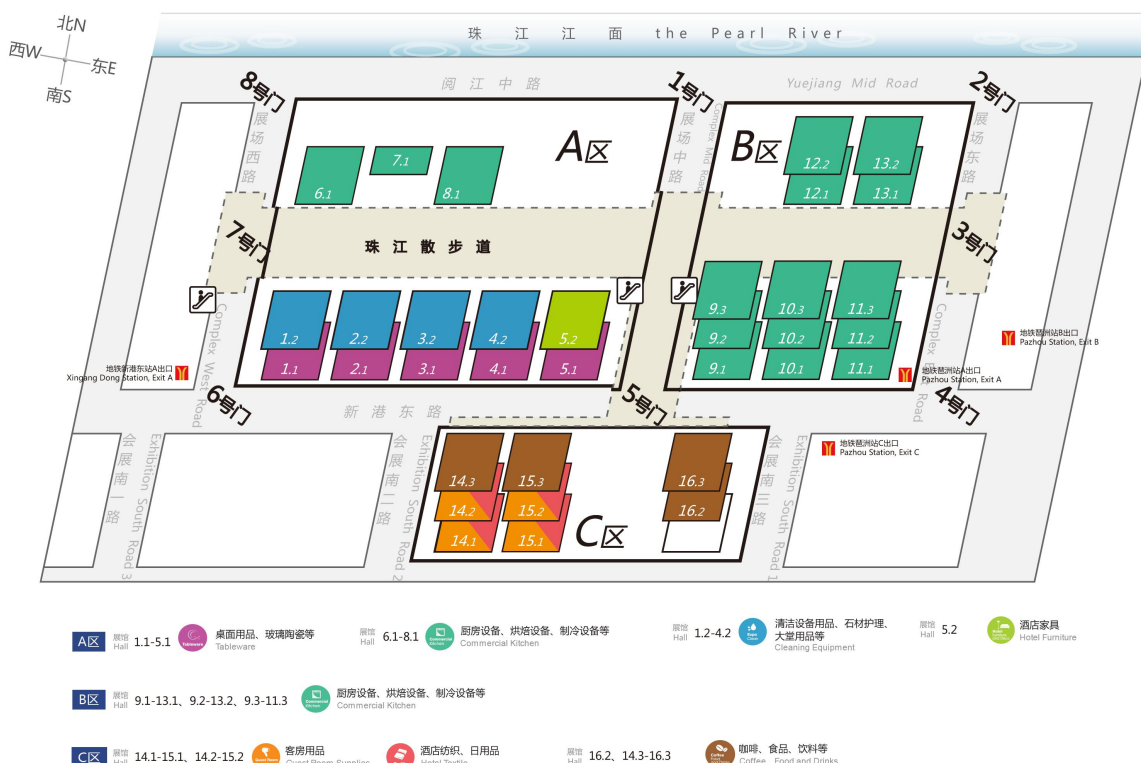 北N
西W
东E
南S
珠江江面 the Pearl River
阅江中路
Yuejiang Mid Road
8号门
1号门
2号门
展场西路
展场中路
Complex Mid Road
展场东路
A区
B区
6.1
7.1
8.1
12.2
13.2
12.1
13.1
7号门
珠江散步道
3号门
1.2
2.2
3.2
4.2
5.2
1.1
2.1
3.1
4.1
5.1
9.3
10.3
11.3
9.2
10.2
11.2
9.1
10.1
11.1
Complex West Road
地铁新港东站A出口
Xingang Dong Station, Exit A
地铁琶洲站B出口
Pazhou Station, Exit B
地铁琶洲站A出口
Pazhou Station, Exit A
6号门
新港东路
5号门
4号门
地铁琶洲站C出口
Pazhou Station, Exit C
会展南一路
Exhibition South Road 3
会展南二路
Exhibition South Road 2
会展南三路
Exhibition South Road 1
14.3
15.3
16.3
14.2
15.2
16.2
14.1
15.1
C区
A区 展馆 Hall 1.1-5.1 Tableware 桌面用品、玻璃陶瓷等
Tableware
展馆 Hall 6.1-8.1 Commercial Kitchen 厨房设备、烘焙设备、制冷设备等
Commercial Kitchen
展馆 Hall 1.2-4.2 清洁设备用品、石材护理、
大堂用品等
Cleaning Equipment
展馆 Hall 5.2 酒店家具
Hotel Furniture
B区 展馆 Hall 9.1-13.1、9.2-13.2、9.3-11.3 Commercial Kitchen 厨房设备、烘焙设备、制冷设备等
Commercial Kitchen
C区 展馆 Hall 14.1-15.1、14.2-15.2 客房用品
Guest Room Supplies
酒店纺织、日用品
Hotel Textile
展馆 Hall 16.2、14.3-16.3 咖啡、食品、饮料等
Coffee、Food and Drinks